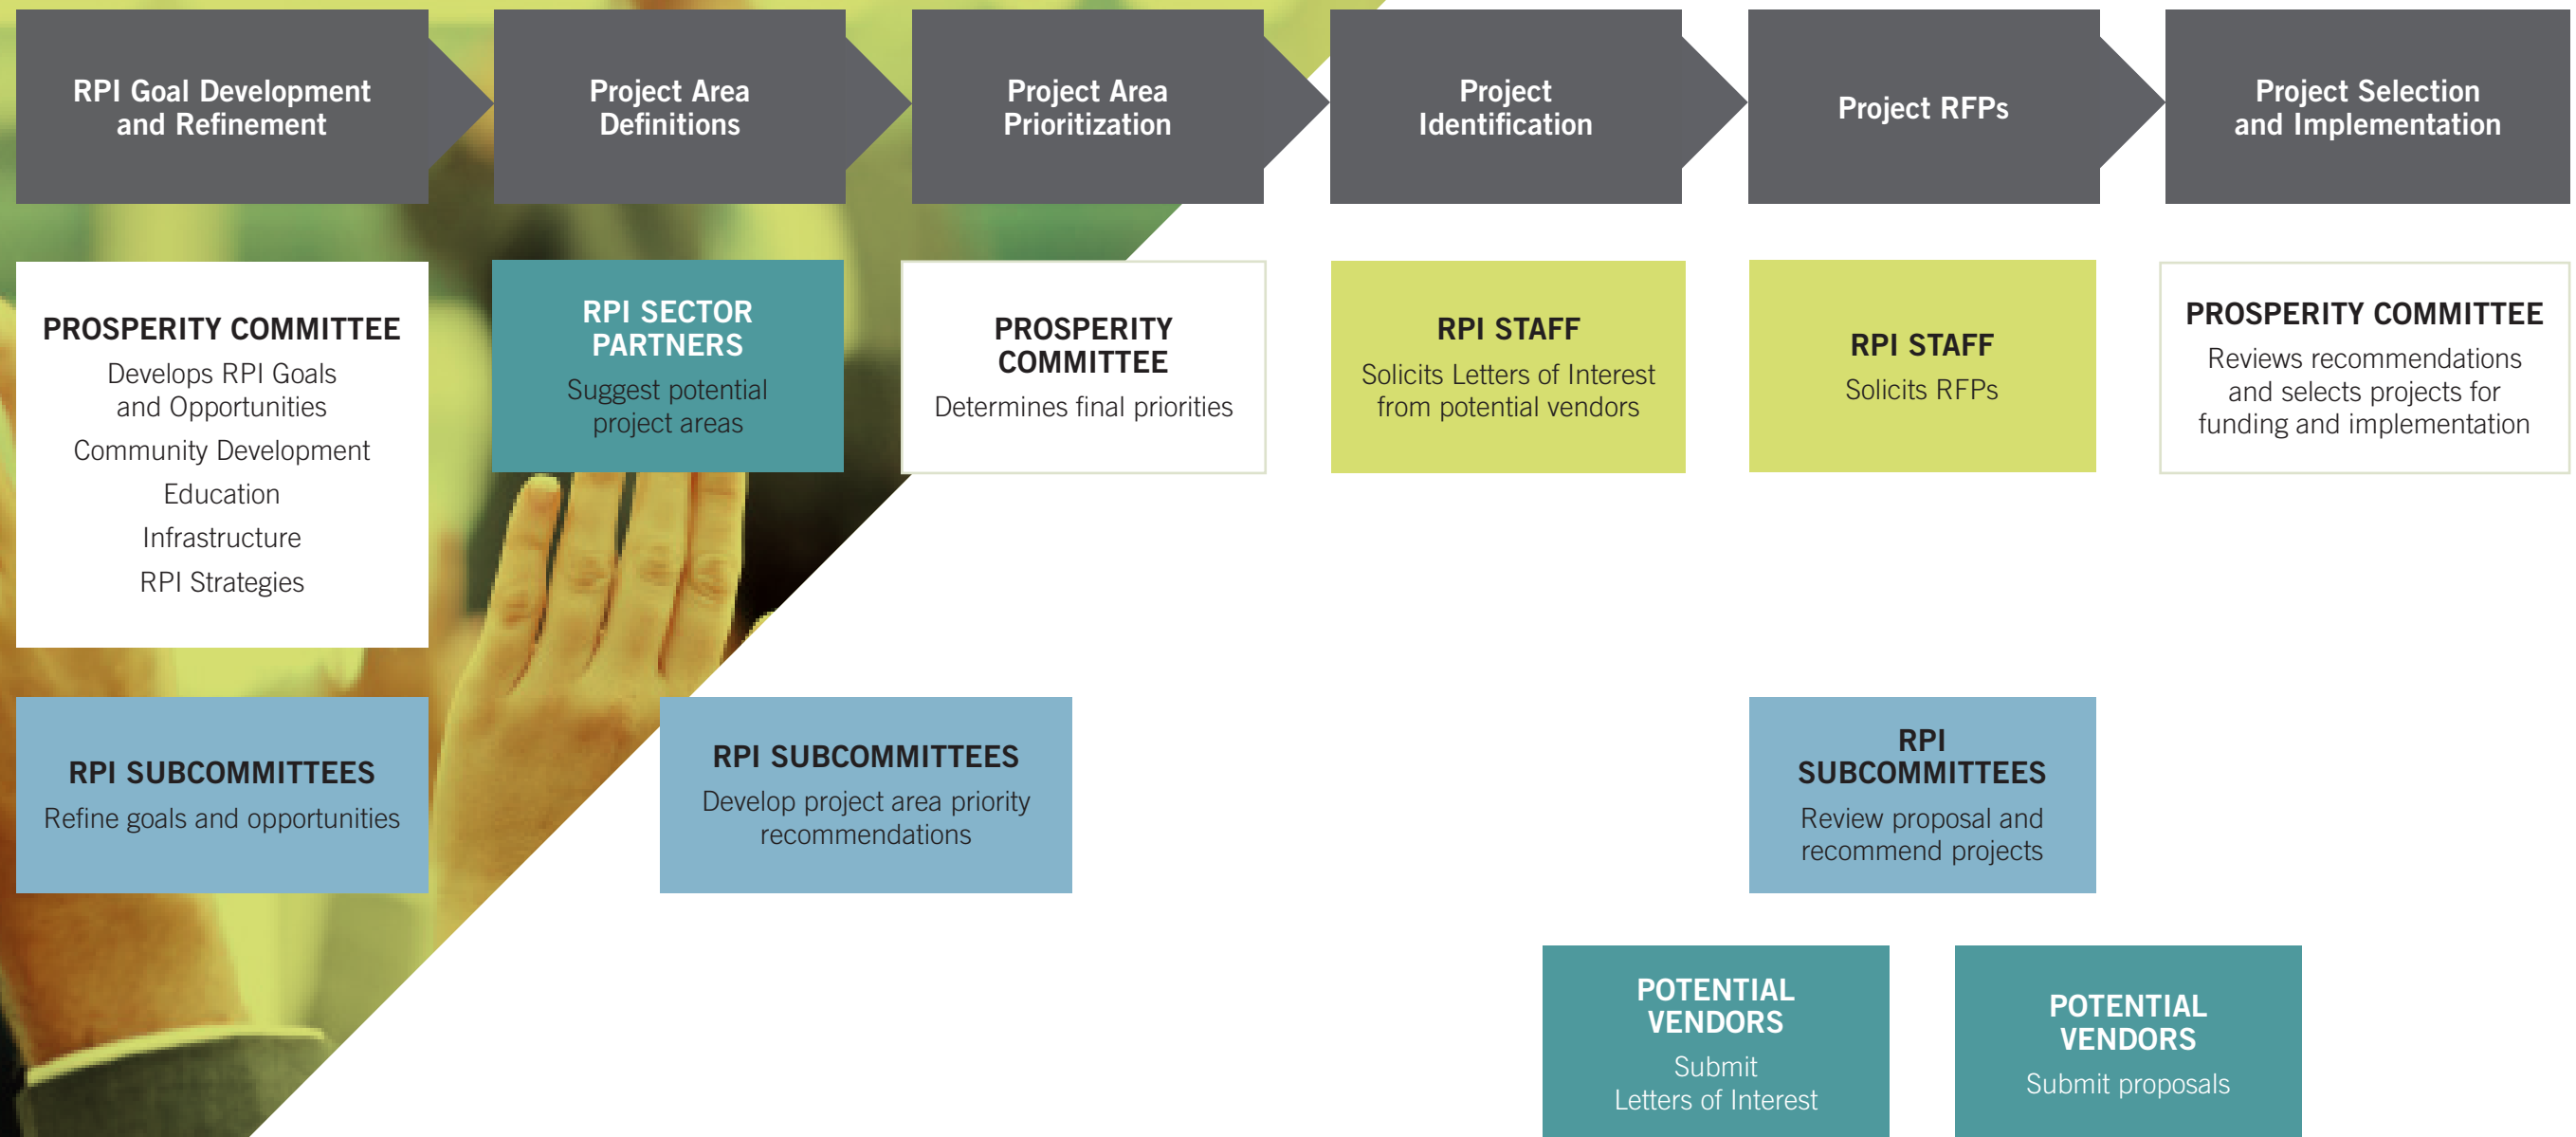 RPI Goal Development
and Refinement
Project Area
Definitions
Project Area
Prioritization
Project
Identification
Project RFPs
Project Selection
and Implementation
PROSPERITY COMMITTEE
Develops RPI Goals
and Opportunities
Community Development
Education
Infrastructure
RPI Strategies
RPI SECTOR
PARTNERS
Suggest potential
project areas
PROSPERITY
COMMITTEE
Determines final priorities
RPI STAFF
Solicits Letters of Interest
from potential vendors
RPI STAFF
Solicits RFPs
PROSPERITY COMMITTEE
Reviews recommendations
and selects projects for
funding and implementation
RPI SUBCOMMITTEES
Refine goals and opportunities
RPI SUBCOMMITTEES
Develop project area priority
recommendations
RPI
SUBCOMMITTEES
Review proposal and
recommend projects
POTENTIAL
VENDORS
Submit
Letters of Interest
POTENTIAL
VENDORS
Submit proposals